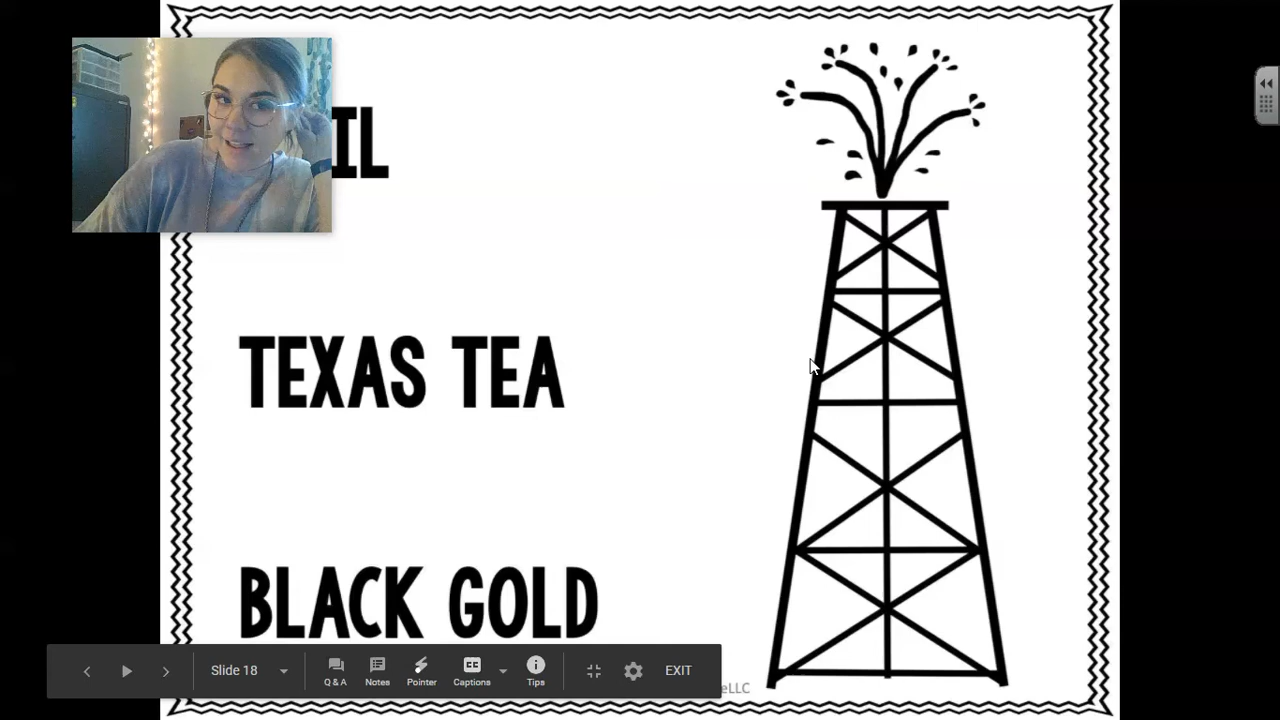 IL
TEXAS TEA
BLACK GOLD
Slide 18
Q & A
Notes
Pointer
Captions
Tips
EXIT
eLLC